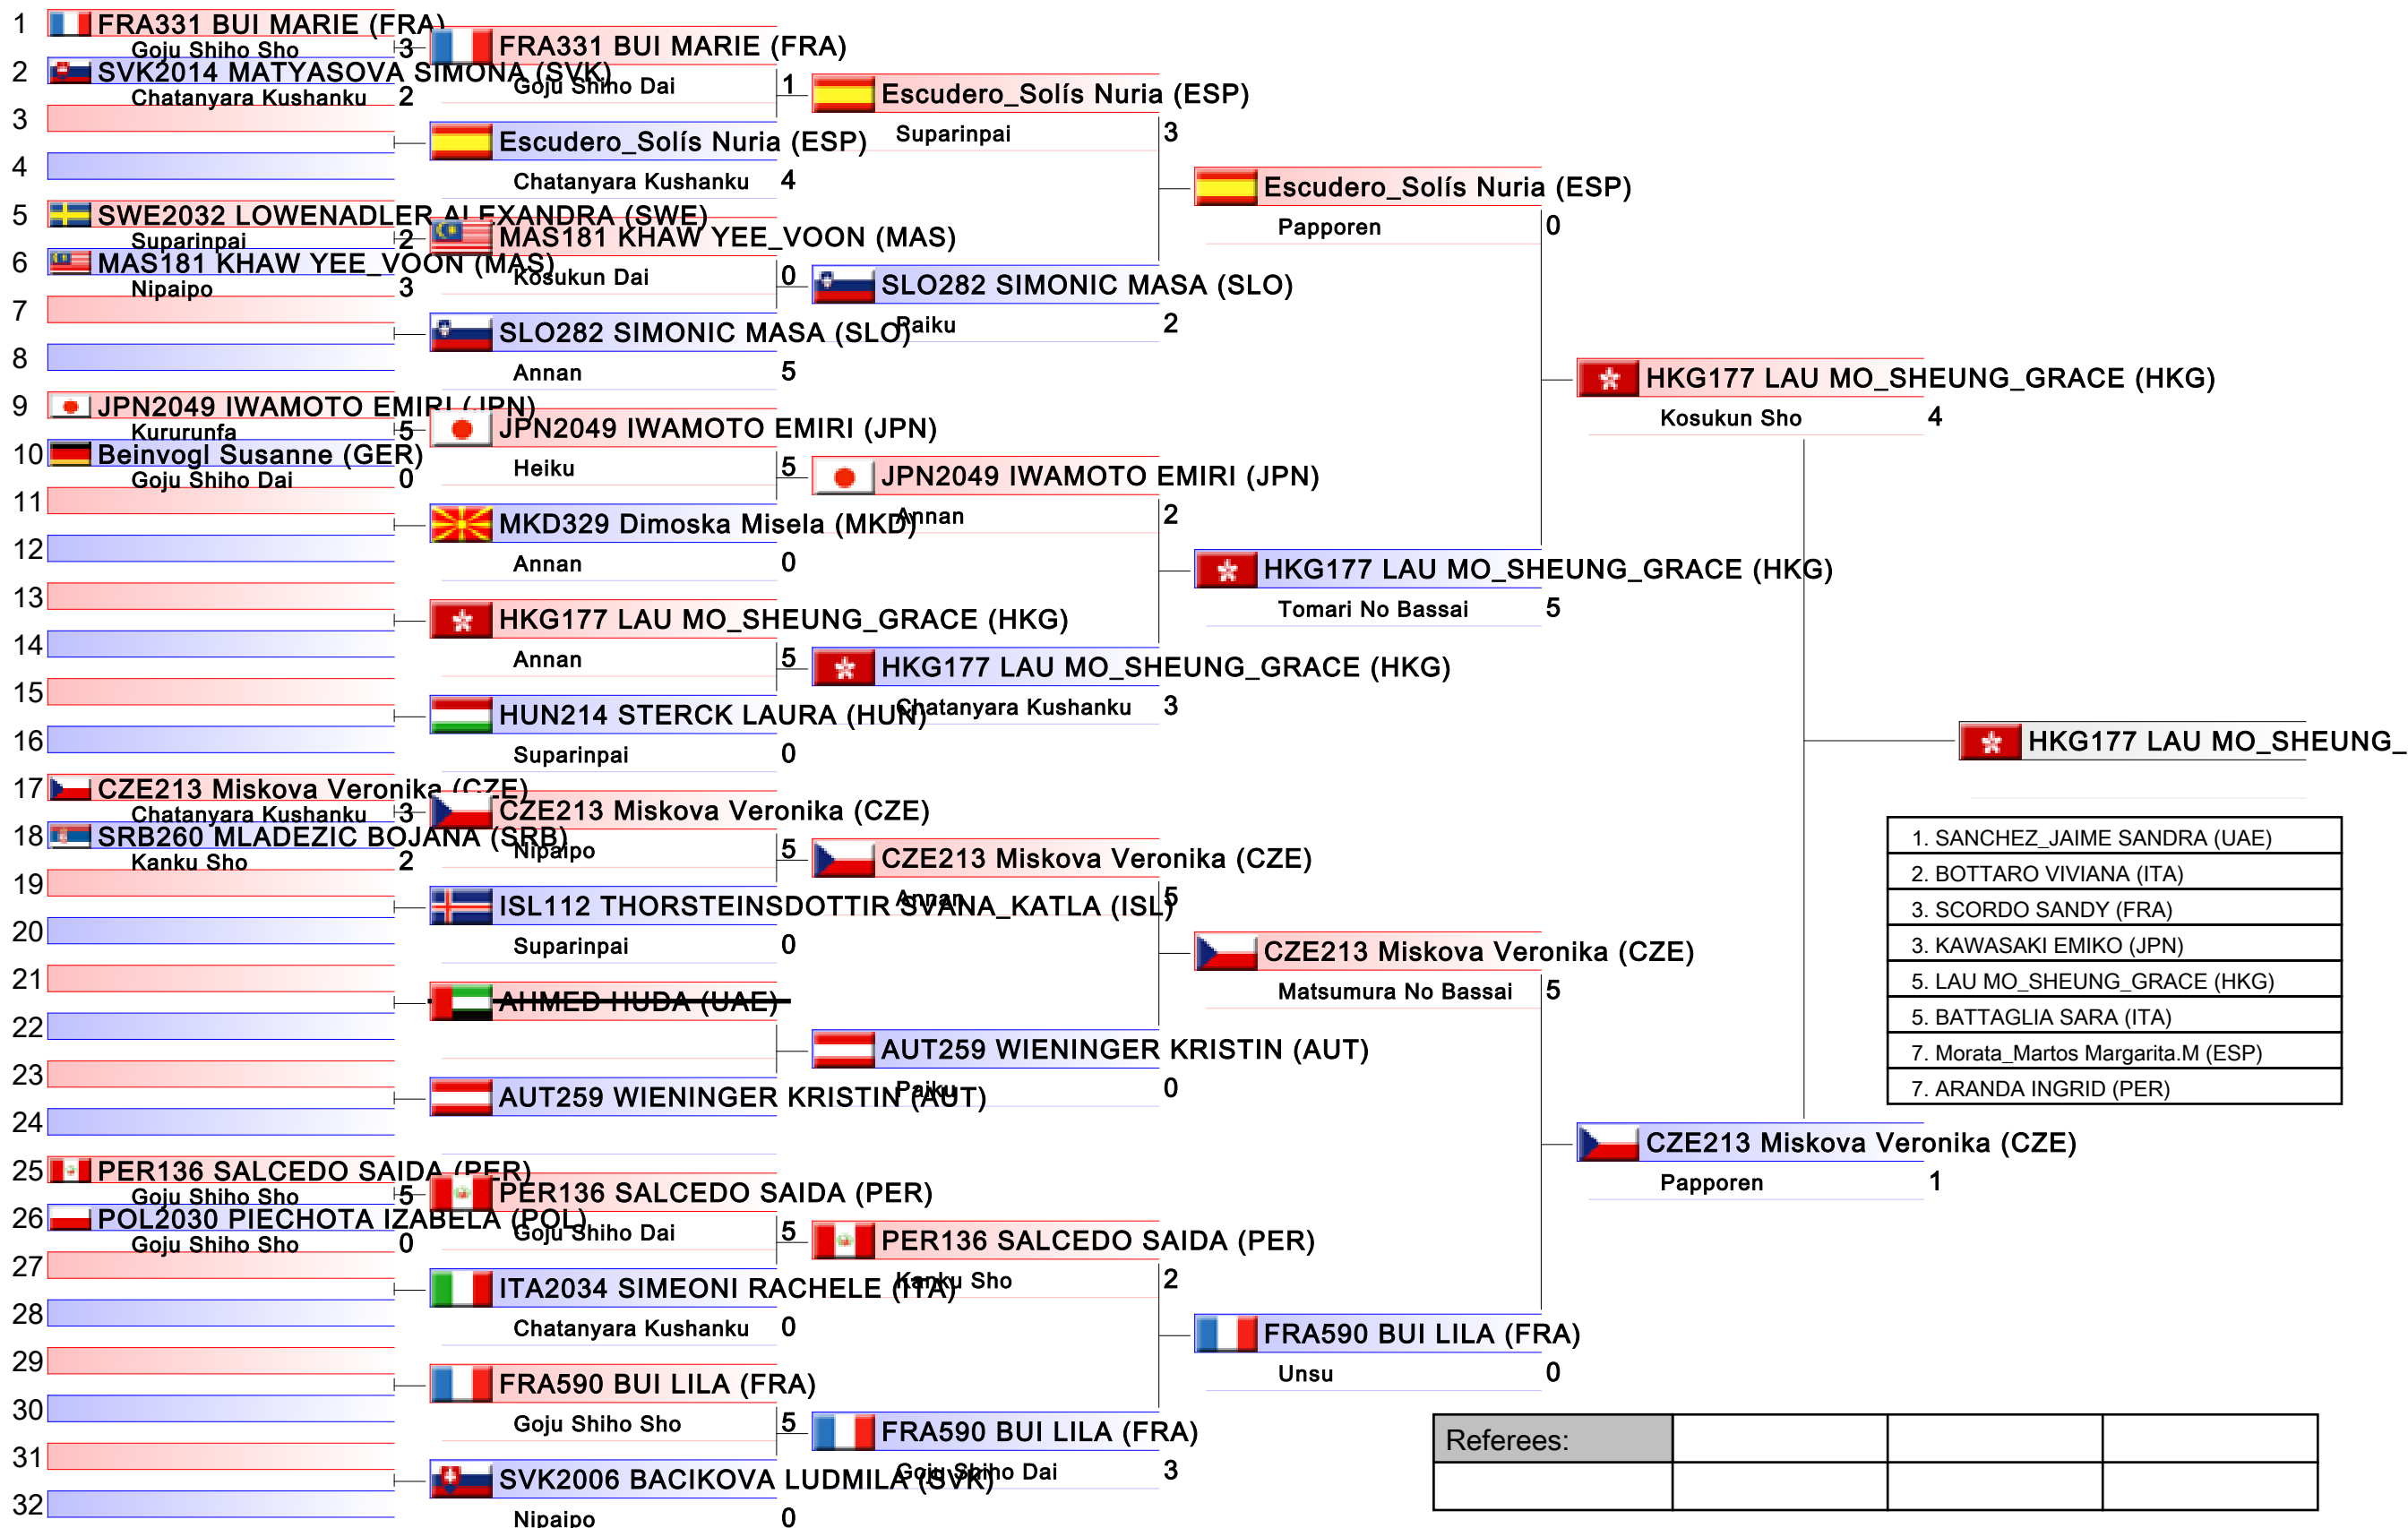 1 FRA331 BUI MARIE (FRA)
Goju Shiho Sho 3
2 SVK2014 MATYASOVA SIMONA (SVK)
Chatanyara Kushanku 2
3
4
5 SWE2032 LOWENADLER ALEXANDRA (SWE)
Suparinpai 2
6 MAS181 KHAW YEE_VOON (MAS)
Nipaipo 3
7
8
9 JPN2049 IWAMOTO EMIRI (JPN)
Kururunfa 5
10 Beinvogl Susanne (GER)
Goju Shiho Dai 0
11
12
13
14
15
16
17 CZE213 Miskova Veronika (CZE)
Chatanyara Kushanku 3
18 SRB260 MLADEZIC BOJANA (SRB)
Kanku Sho 2
19
20
21
22
23
24
25 PER136 SALCEDO SAIDA (PER)
Goju Shiho Sho 5
26 POL2030 PIECHOTA IZABELA (POL)
Goju Shiho Sho 0
27
28
29
30
31
32
FRA331 BUI MARIE (FRA)
Goju Shiho Dai 1
Escudero_Solís Nuria (ESP)
Chatanyara Kushanku 4
MAS181 KHAW YEE_VOON (MAS)
Kosukun Dai 0
SLO282 SIMONIC MASA (SLO)
Annan 5
JPN2049 IWAMOTO EMIRI (JPN)
Heiku 5
MKD329 Dimoska Misela (MKD)
Annan 0
HKG177 LAU MO_SHEUNG_GRACE (HKG)
Annan 5
HUN214 STERCK LAURA (HUN)
Suparinpai 0
CZE213 Miskova Veronika (CZE)
Nipaipo 5
ISL112 THORSTEINSDOTTIR SVANA_KATLA (ISL)
Suparinpai 0
AHMED HUDA (UAE)
AUT259 WIENINGER KRISTIN (AUT)
PER136 SALCEDO SAIDA (PER)
Goju Shiho Dai 5
ITA2034 SIMEONI RACHELE (ITA)
Chatanyara Kushanku 0
FRA590 BUI LILA (FRA)
Goju Shiho Sho 5
SVK2006 BACIKOVA LUDMILA (SVK)
Nipaipo 0
Escudero_Solís Nuria (ESP)
Suparinpai 3
SLO282 SIMONIC MASA (SLO)
Paiku 2
JPN2049 IWAMOTO EMIRI (JPN)
Annan 2
HKG177 LAU MO_SHEUNG_GRACE (HKG)
Chatanyara Kushanku 3
CZE213 Miskova Veronika (CZE)
Annan 5
AUT259 WIENINGER KRISTIN (AUT)
Paiku 0
PER136 SALCEDO SAIDA (PER)
Kanku Sho 2
FRA590 BUI LILA (FRA)
Goju Shiho Dai 3
Escudero_Solís Nuria (ESP)
Papporen 0
HKG177 LAU MO_SHEUNG_GRACE (HKG)
Tomari No Bassai 5
CZE213 Miskova Veronika (CZE)
Matsumura No Bassai 5
FRA590 BUI LILA (FRA)
Unsu 0
HKG177 LAU MO_SHEUNG_GRACE (HKG)
Kosukun Sho 4
CZE213 Miskova Veronika (CZE)
Papporen 1
HKG177 LAU MO_SHEUNG_
1. SANCHEZ_JAIME SANDRA (UAE)
2. BOTTARO VIVIANA (ITA)
3. SCORDO SANDY (FRA)
3. KAWASAKI EMIKO (JPN)
5. LAU MO_SHEUNG_GRACE (HKG)
5. BATTAGLIA SARA (ITA)
7. Morata_Martos Margarita.M (ESP)
7. ARANDA INGRID (PER)
Referees: